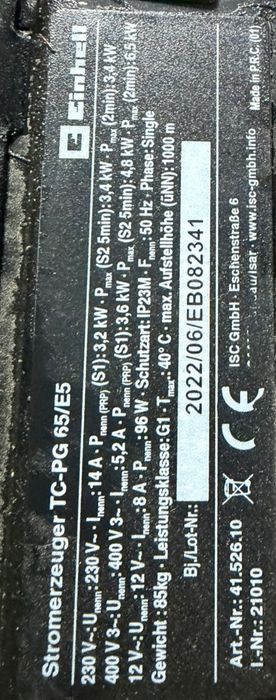 Einhell
Stromerzeuger TC-PG 65/E5
230 V~: Unenn: 230 V~ · Inenn: 14 A · Pnenn (PRP) (S1): 3,2 kW · Pmax (S2 5min): 3,4 kW · Pmax (2min): 3,4 kW
400 V 3~: Unenn: 400 V 3~ · Inenn: 5,2 A · Pnenn (PRP) (S1): 3,6 kW · Pmax (S2 5min): 4,8 kW · Pmax (2min): 6,5 kW
12 V⎓: Unenn: 12 V⎓ · Inenn: 8 A · Pnenn: 96 W · Schutzart: IP23M · Fnenn: 50 Hz · Phase: Single
Gewicht: 85kg · Leistungsklasse: G1 · Tmax: 40° C · max. Aufstellhöhe (üNN): 1000 m
Bj./Lot-Nr.: 2022/06/EB082341
CE
Art.-Nr.: 41.526.10
I.-Nr.: 21010
ISC GmbH · Eschenstraße 6
/Isar · www.isc-gmbh.info
Made in P.R.C. (01)